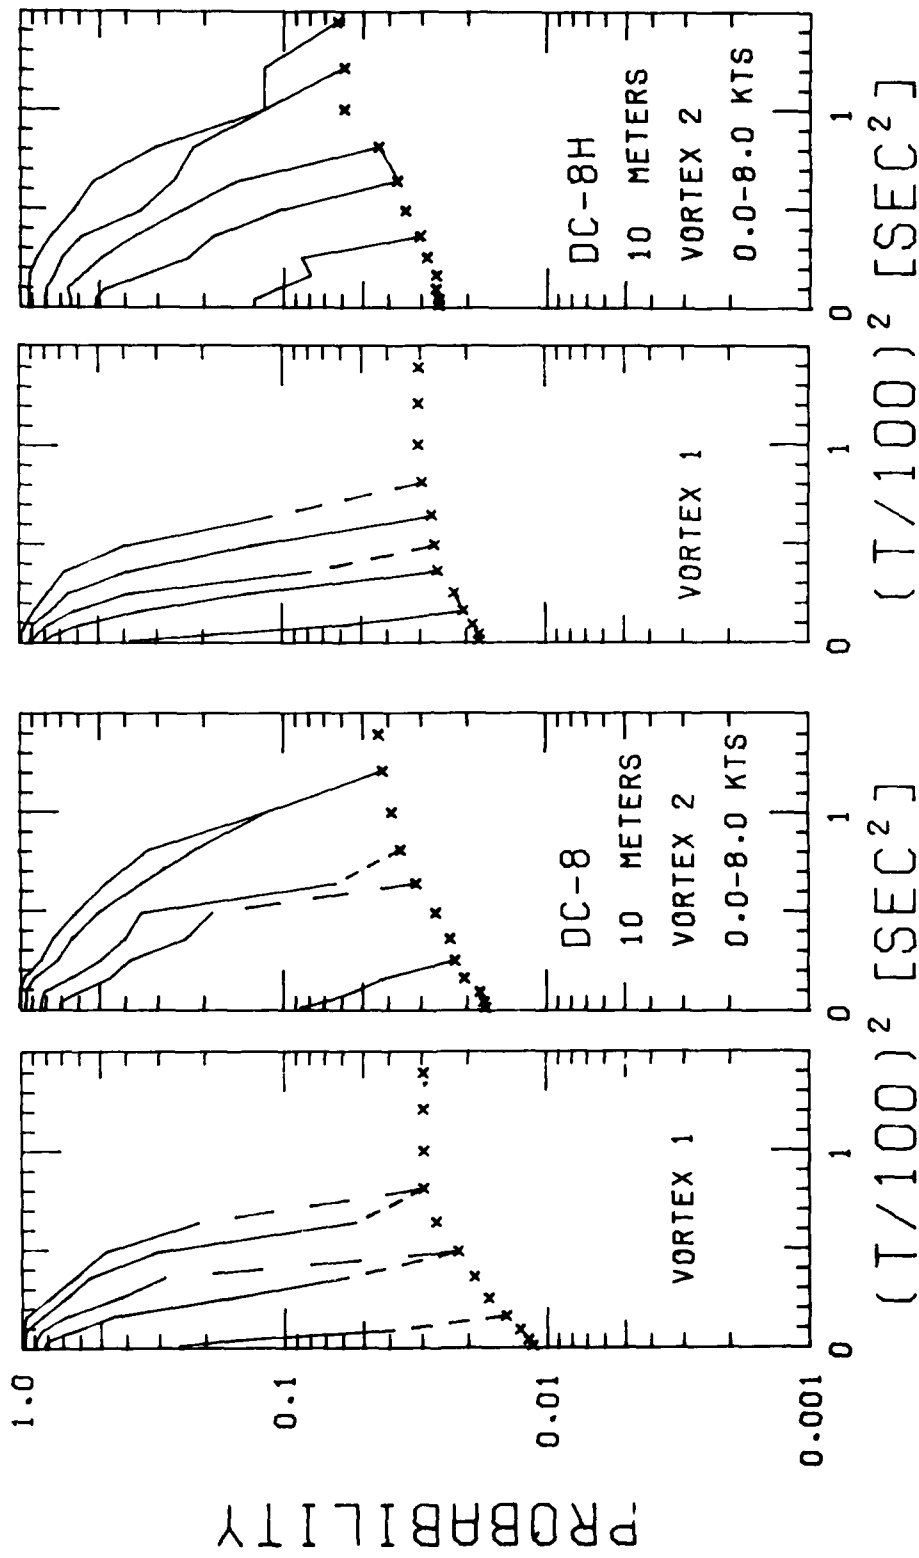 PROBABILITY
1.0
0.1
0.01
0.001
VORTEX 1
0
1
DC-8
10 METERS
VORTEX 2
0.0-8.0 KTS
0
1
(T/100)² [SEC²]
VORTEX 1
0
1
DC-8H
10 METERS
VORTEX 2
0.0-8.0 KTS
0
1
(T/100)² [SEC²]